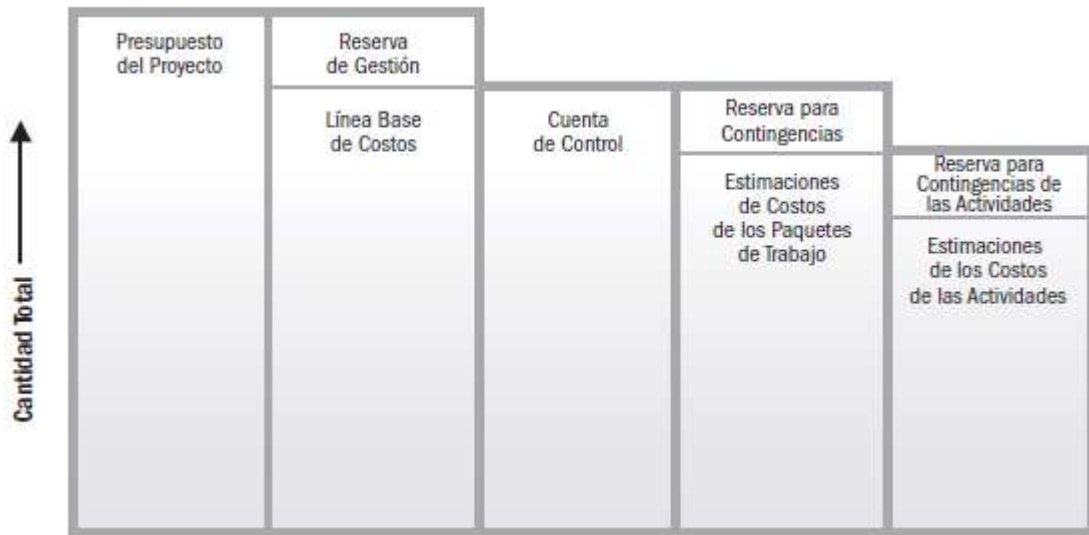 Presupuesto
del Proyecto
Reserva
de Gestión
Línea Base
de Costos
Cuenta
de Control
Reserva para
Contingencias
Estimaciones
de Costos
de los Paquetes
de Trabajo
Reserva para
Contingencias de
las Actividades
Estimaciones
de los Costos
de las Actividades
Cantidad Total